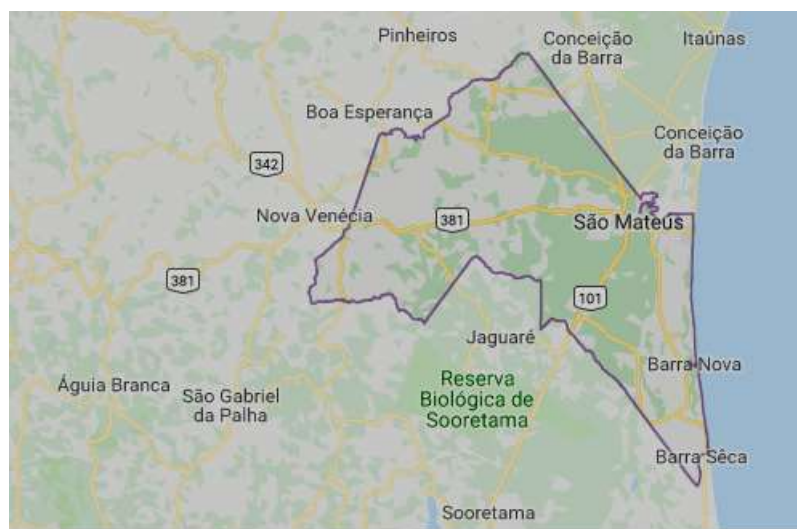 Pinheiros
Conceição
da Barra
Itaúnas
Boa Esperança
Conceição
da Barra
342
Nova Venécia
381
São Mateus
381
101
Jaguaré
Barra Nova
Águia Branca
São Gabriel
da Palha
Reserva
Biológica de
Sooretama
Barra Sêca
Sooretama